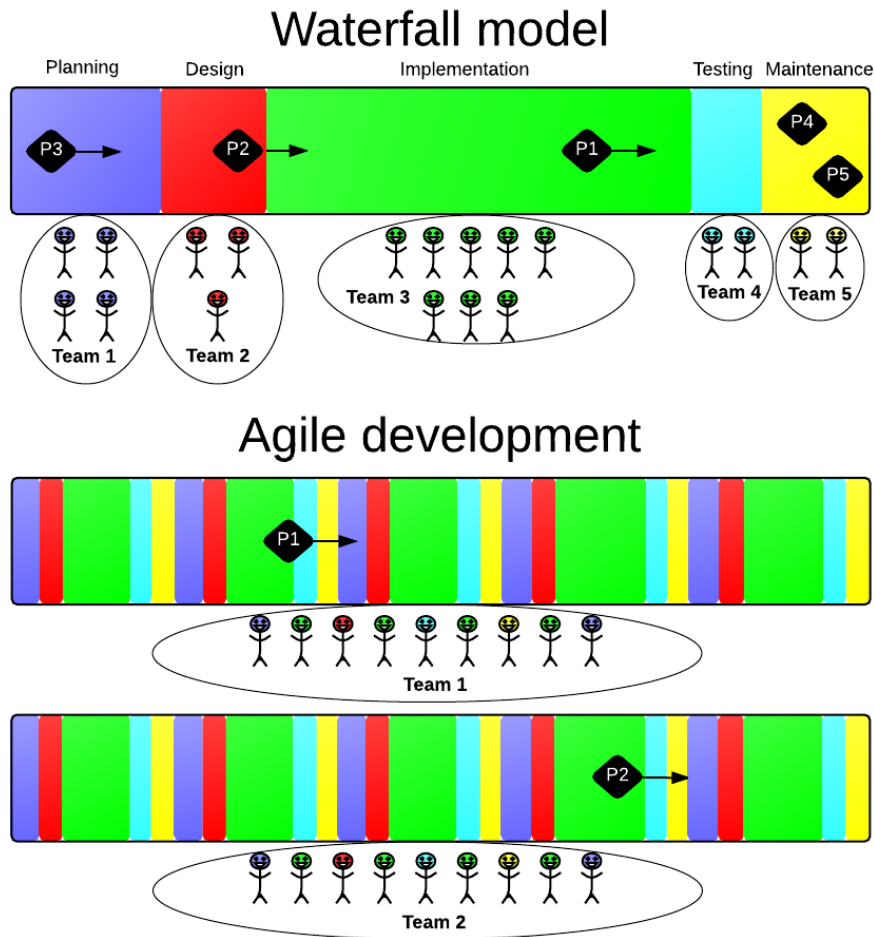 Waterfall model
Planning Design Implementation Testing Maintenance
P3 P2 P1 P4
P5
Team 3 Team 4 Team 5
Team 1 Team 2
Agile development
P1
Team 1
P2
Team 2